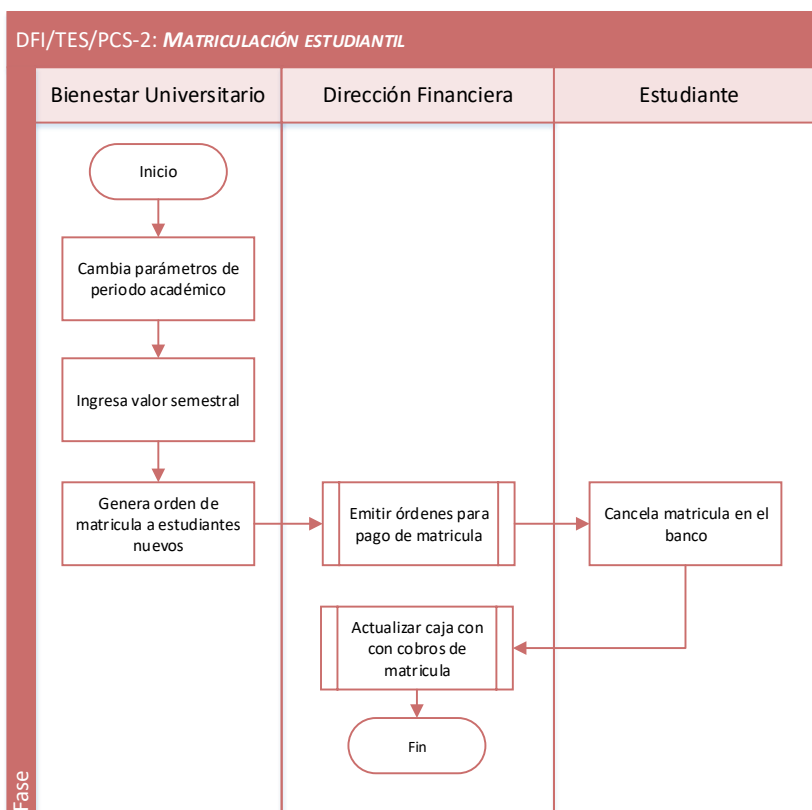 DFI/TES/PCS-2: MATRICULACIÓN ESTUDIANTIL
Bienestar Universitario
Dirección Financiera
Estudiante
Inicio
Cambia parámetros de
periodo académico
Ingresa valor semestral
Genera orden de
matricula a estudiantes
nuevos
Emitir órdenes para
pago de matricula
Cancela matricula en el
banco
Actualizar caja con
con cobros de
matricula
Fin
Fase